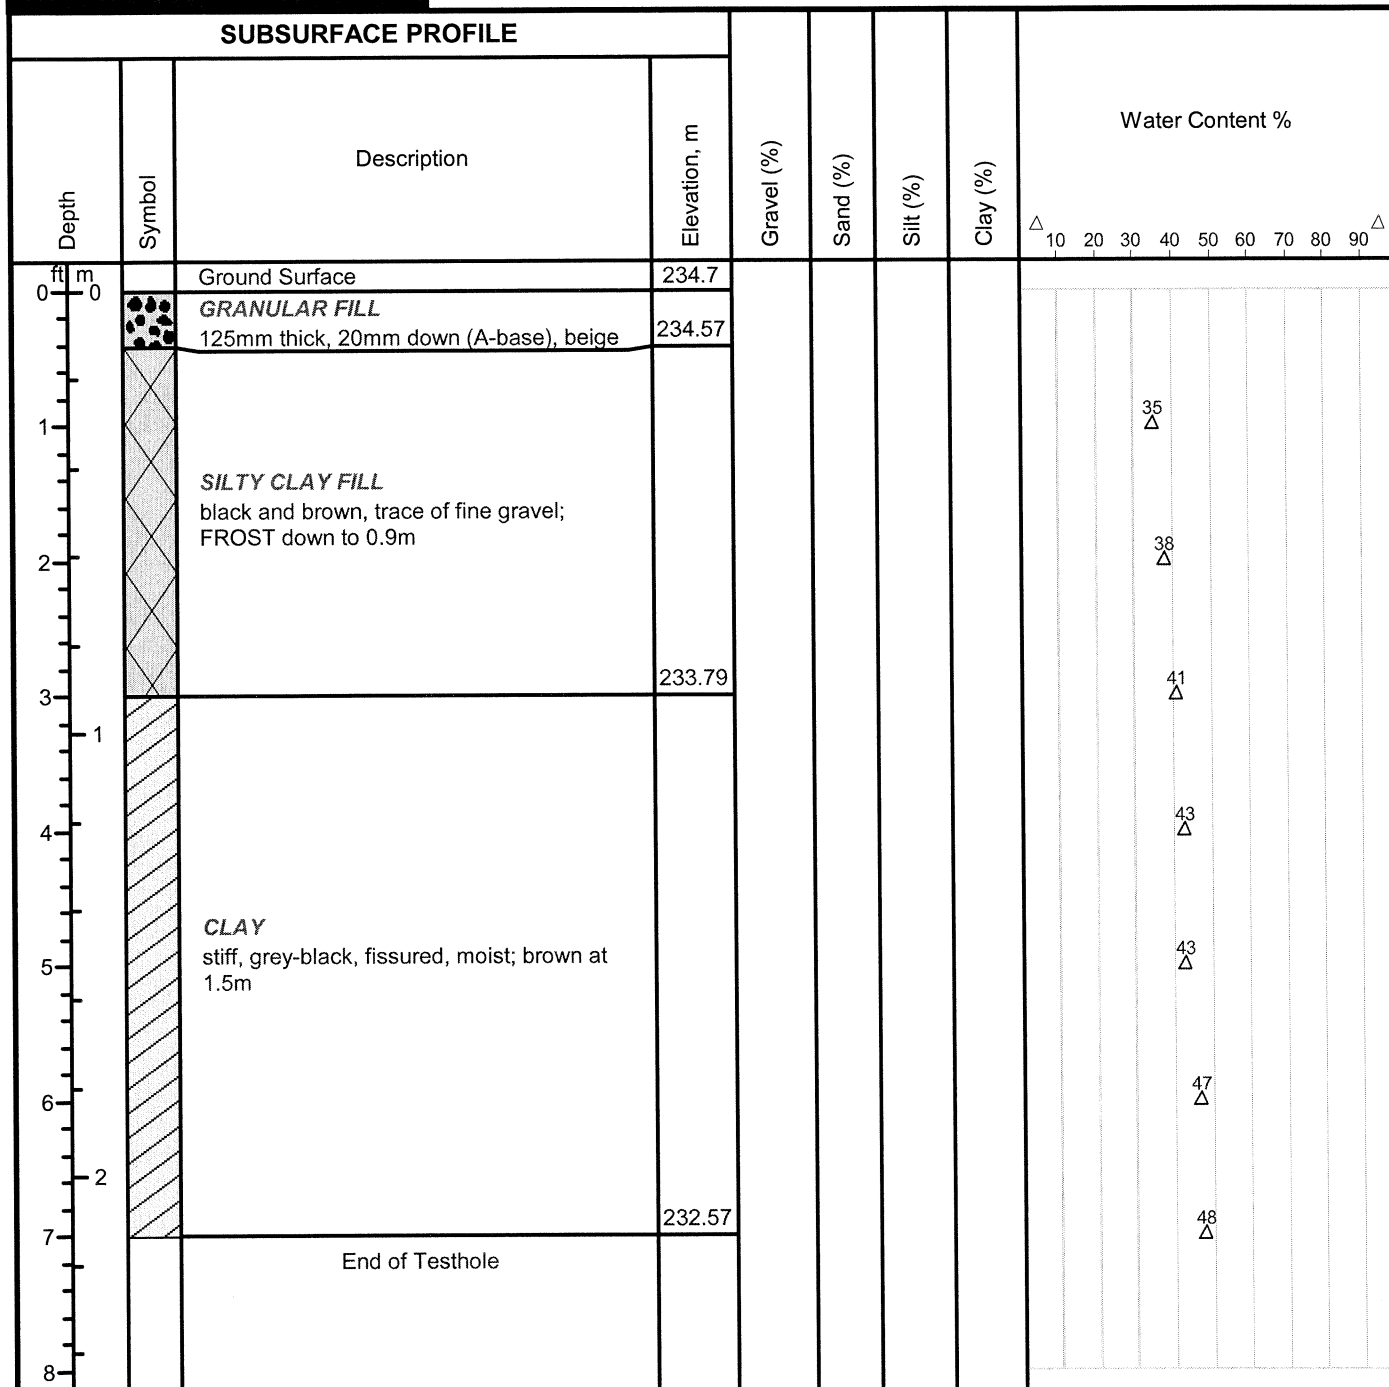 SUBSURFACE PROFILE
Depth
Symbol
Description
Elevation, m
Gravel (%)
Sand (%)
Silt (%)
Clay (%)
Water Content %
10 20 30 40 50 60 70 80 90
ft m
Ground Surface
234.7
0 0
GRANULAR FILL
125mm thick, 20mm down (A-base), beige
234.57
35
1
SILTY CLAY FILL
black and brown, trace of fine gravel;
FROST down to 0.9m
38
2
233.79
41
3
1
43
4
CLAY
stiff, grey-black, fissured, moist; brown at
1.5m
43
5
47
6
2
232.57
48
7
End of Testhole
8